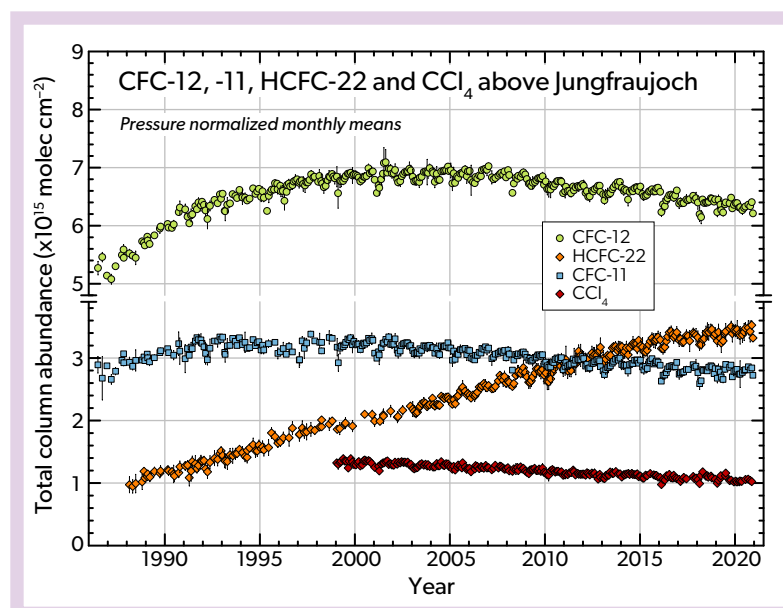 CFC-12, -11, HCFC-22 and CCl₄ above Jungfraujoch
Pressure normalized monthly means
Total column abundance (x10¹⁵ molec cm⁻²)
9
8
7
6
5
3
2
1
0
CFC-12
HCFC-22
CFC-11
CCl₄
1990
1995
2000
2005
2010
2015
2020
Year